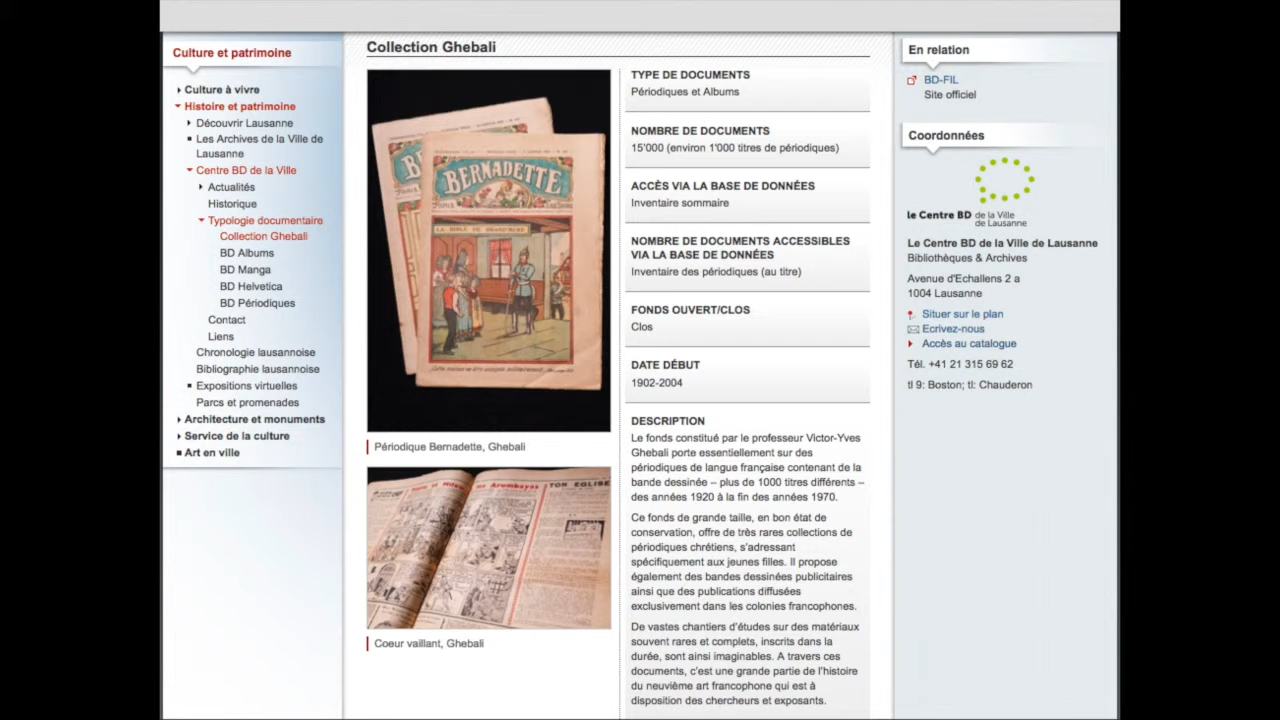 Culture et patrimoine
Culture à vivre
Histoire et patrimoine
Découvrir Lausanne
Les Archives de la Ville de
Lausanne
Centre BD de la Ville
Actualités
Historique
Typologie documentaire
Collection Ghebali
BD Albums
BD Manga
BD Helvetica
BD Périodiques
Contact
Liens
Chronologie lausannoise
Bibliographie lausannoise
Expositions virtuelles
Parcs et promenades
Architecture et monuments
Service de la culture
Art en ville
Collection Ghebali
BERNADETTE
LA BIBLE DE GRAND'MERE
Périodique Bernadette, Ghebali
TON EGLISE
Coeur vaillant, Ghebali
TYPE DE DOCUMENTS
Périodiques et Albums
NOMBRE DE DOCUMENTS
15'000 (environ 1'000 titres de périodiques)
ACCÈS VIA LA BASE DE DONNÉES
Inventaire sommaire
NOMBRE DE DOCUMENTS ACCESSIBLES
VIA LA BASE DE DONNÉES
Inventaire des périodiques (au titre)
FONDS OUVERT/CLOS
Clos
DATE DÉBUT
1902-2004
DESCRIPTION
Le fonds constitué par le professeur Victor-Yves
Ghebali porte essentiellement sur des
périodiques de langue française contenant de la
bande dessinée – plus de 1000 titres différents –
des années 1920 à la fin des années 1970.
Ce fonds de grande taille, en bon état de
conservation, offre de très rares collections de
périodiques chrétiens, s'adressant
spécifiquement aux jeunes filles. Il propose
également des bandes dessinées publicitaires
ainsi que des publications diffusées
exclusivement dans les colonies francophones.
De vastes chantiers d'études sur des matériaux
souvent rares et complets, inscrits dans la
durée, sont ainsi imaginables. A travers ces
documents, c'est une grande partie de l'histoire
du neuvième art francophone qui est à
disposition des chercheurs et exposants.
En relation
BD-FIL
Site officiel
Coordonnées
le Centre BD de la Ville
de Lausanne
Le Centre BD de la Ville de Lausanne
Bibliothèques & Archives
Avenue d'Echallens 2 a
1004 Lausanne
Situer sur le plan
Ecrivez-nous
Accès au catalogue
Tél. +41 21 315 69 62
tl 9: Boston; tl: Chauderon